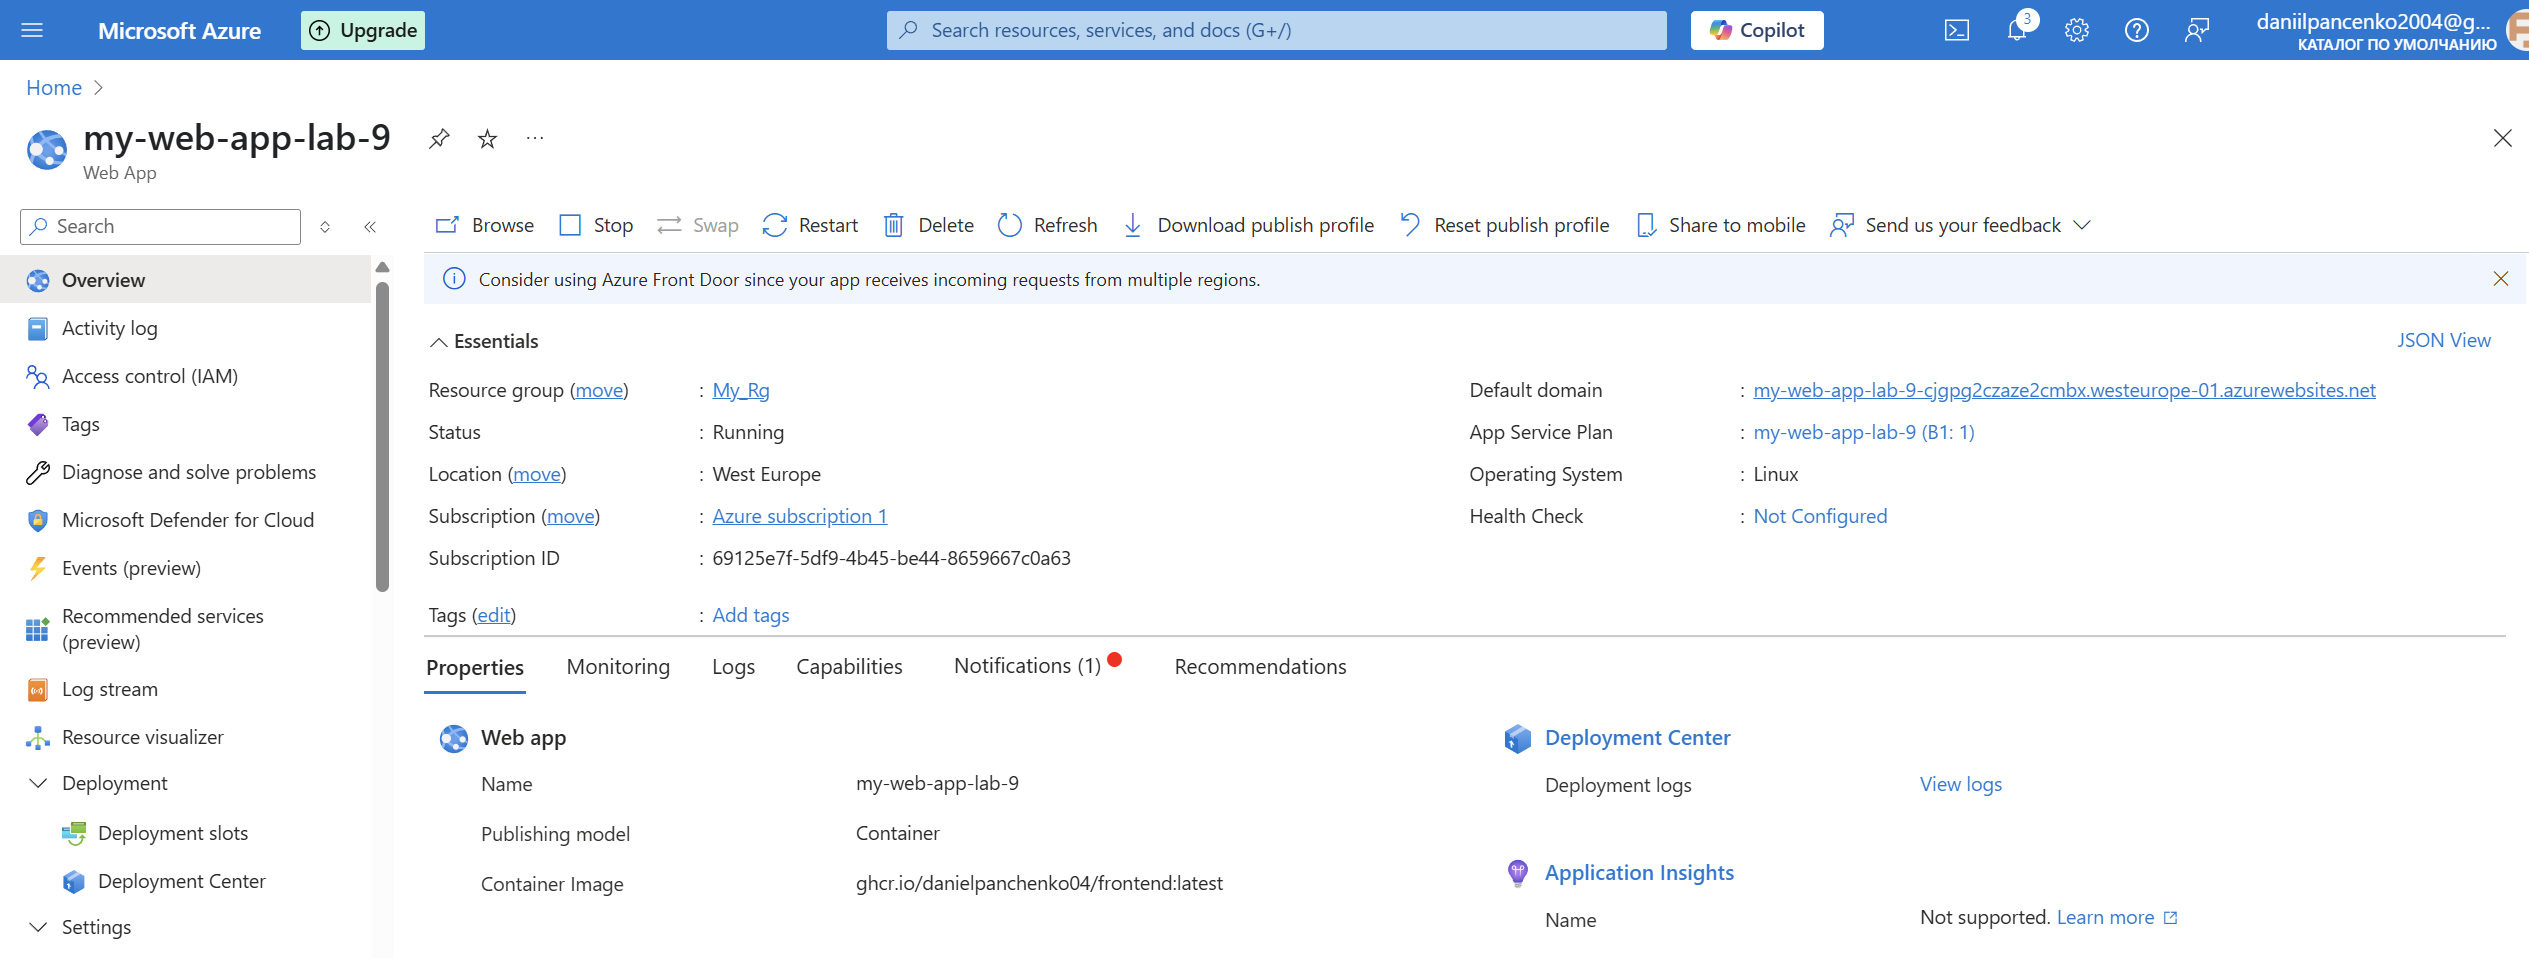 Microsoft Azure
Upgrade
Search resources, services, and docs (G+/)
Copilot
3
daniilpancenko2004@g...
КАТАЛОГ ПО УМОЛЧАНИЮ
Home
my-web-app-lab-9
Web App
Search
Browse
Stop
Swap
Restart
Delete
Refresh
Download publish profile
Reset publish profile
Share to mobile
Send us your feedback
Overview
Activity log
Access control (IAM)
Tags
Diagnose and solve problems
Microsoft Defender for Cloud
Events (preview)
Recommended services
(preview)
Log stream
Resource visualizer
Deployment
Deployment slots
Deployment Center
Settings
Consider using Azure Front Door since your app receives incoming requests from multiple regions.
Essentials
JSON View
Resource group (move) : My_Rg
Status : Running
Location (move) : West Europe
Subscription (move) : Azure subscription 1
Subscription ID : 69125e7f-5df9-4b45-be44-8659667c0a63
Tags (edit) : Add tags
Default domain : my-web-app-lab-9-cjgpg2czaze2cmbx.westeurope-01.azurewebsites.net
App Service Plan : my-web-app-lab-9 (B1: 1)
Operating System : Linux
Health Check : Not Configured
Properties
Monitoring
Logs
Capabilities
Notifications (1)
Recommendations
Web app
Name my-web-app-lab-9
Publishing model Container
Container Image ghcr.io/danielpanchenko04/frontend:latest
Deployment Center
Deployment logs View logs
Application Insights
Name Not supported. Learn more